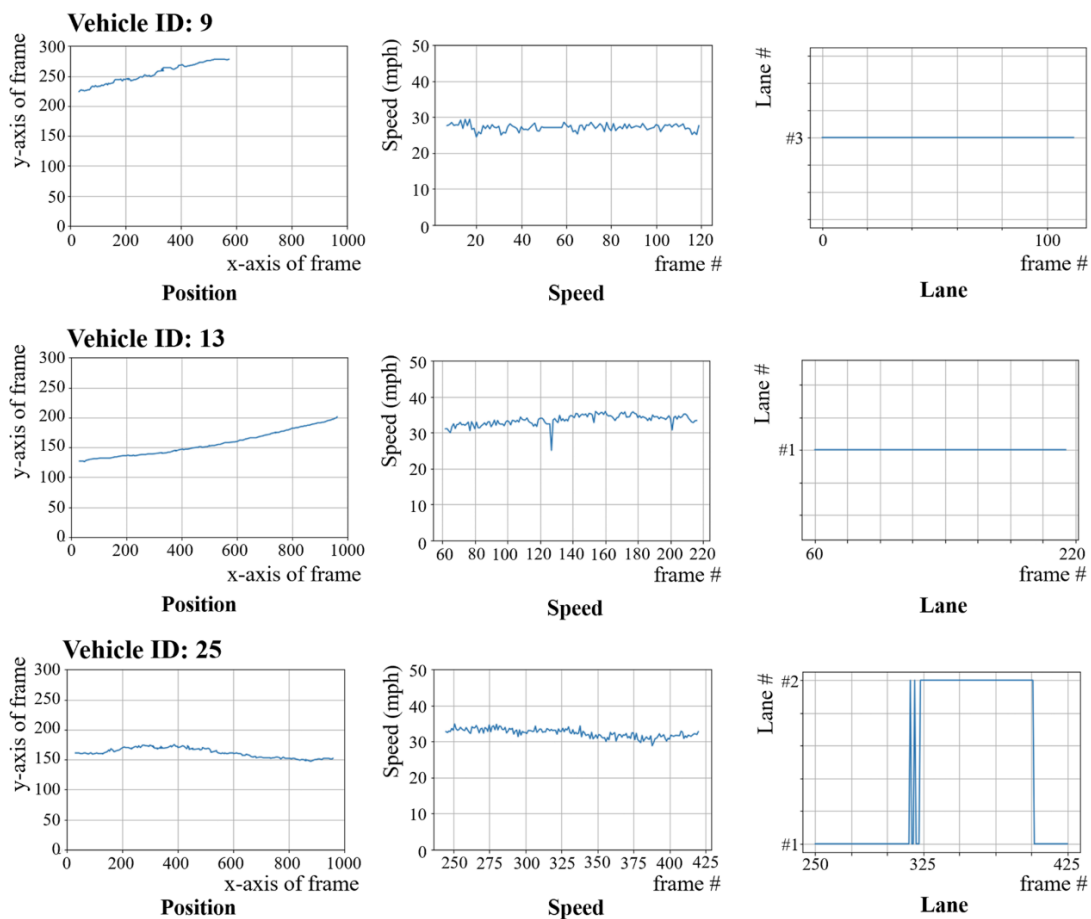 Vehicle ID: 9
y-axis of frame
300
250
200
150
100
50
0
0 200 400 600 800 1000
x-axis of frame
Position
Speed (mph)
50
40
30
20
10
0
20 40 60 80 100 120
frame #
Speed
Lane #
#3
0 100
frame #
Lane
Vehicle ID: 13
y-axis of frame
300
250
200
150
100
50
0
0 200 400 600 800 1000
x-axis of frame
Position
Speed (mph)
50
40
30
20
10
0
60 80 100 120 140 160 180 200 220
frame #
Speed
Lane #
#1
60 220
frame #
Lane
Vehicle ID: 25
y-axis of frame
300
250
200
150
100
50
0
0 200 400 600 800 1000
x-axis of frame
Position
Speed (mph)
50
40
30
20
10
0
250 275 300 325 350 375 400 425
frame #
Speed
Lane #
#2
#1
250 325 425
frame #
Lane